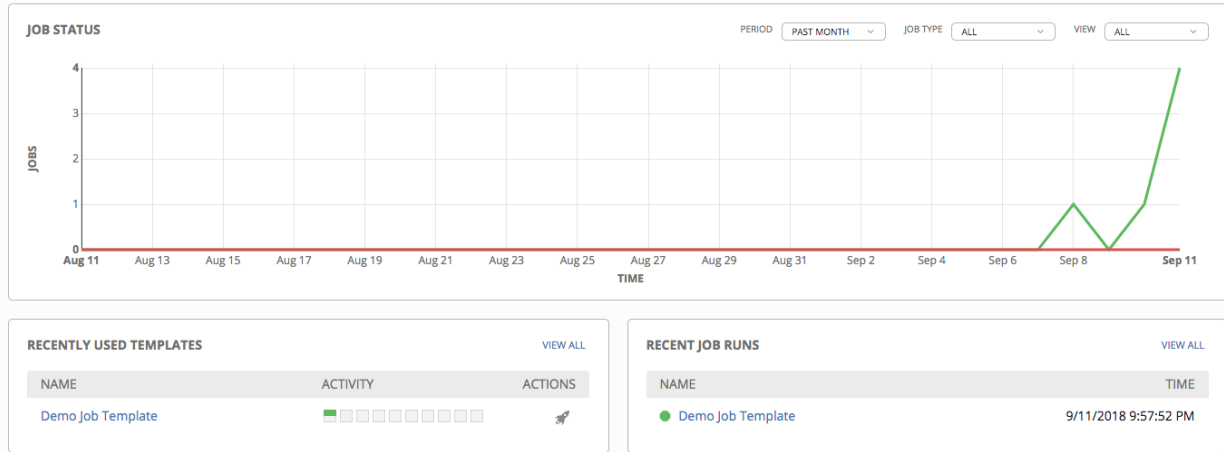 JOB STATUS
PERIOD PAST MONTH JOB TYPE ALL VIEW ALL
4
3
2
1
0
JOBS
Aug 11 Aug 13 Aug 15 Aug 17 Aug 19 Aug 21 Aug 23 Aug 25 Aug 27 Aug 29 Aug 31 Sep 2 Sep 4 Sep 6 Sep 8 Sep 11
TIME
RECENTLY USED TEMPLATES VIEW ALL
NAME ACTIVITY ACTIONS
Demo Job Template
RECENT JOB RUNS VIEW ALL
NAME TIME
Demo Job Template 9/11/2018 9:57:52 PM